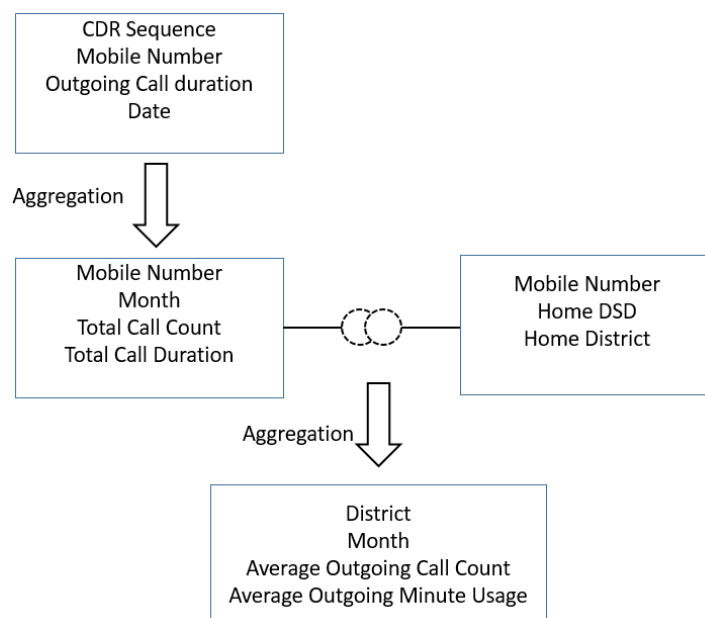 CDR Sequence
Mobile Number
Outgoing Call duration
Date
Aggregation
Mobile Number
Month
Total Call Count
Total Call Duration
Mobile Number
Home DSD
Home District
Aggregation
District
Month
Average Outgoing Call Count
Average Outgoing Minute Usage